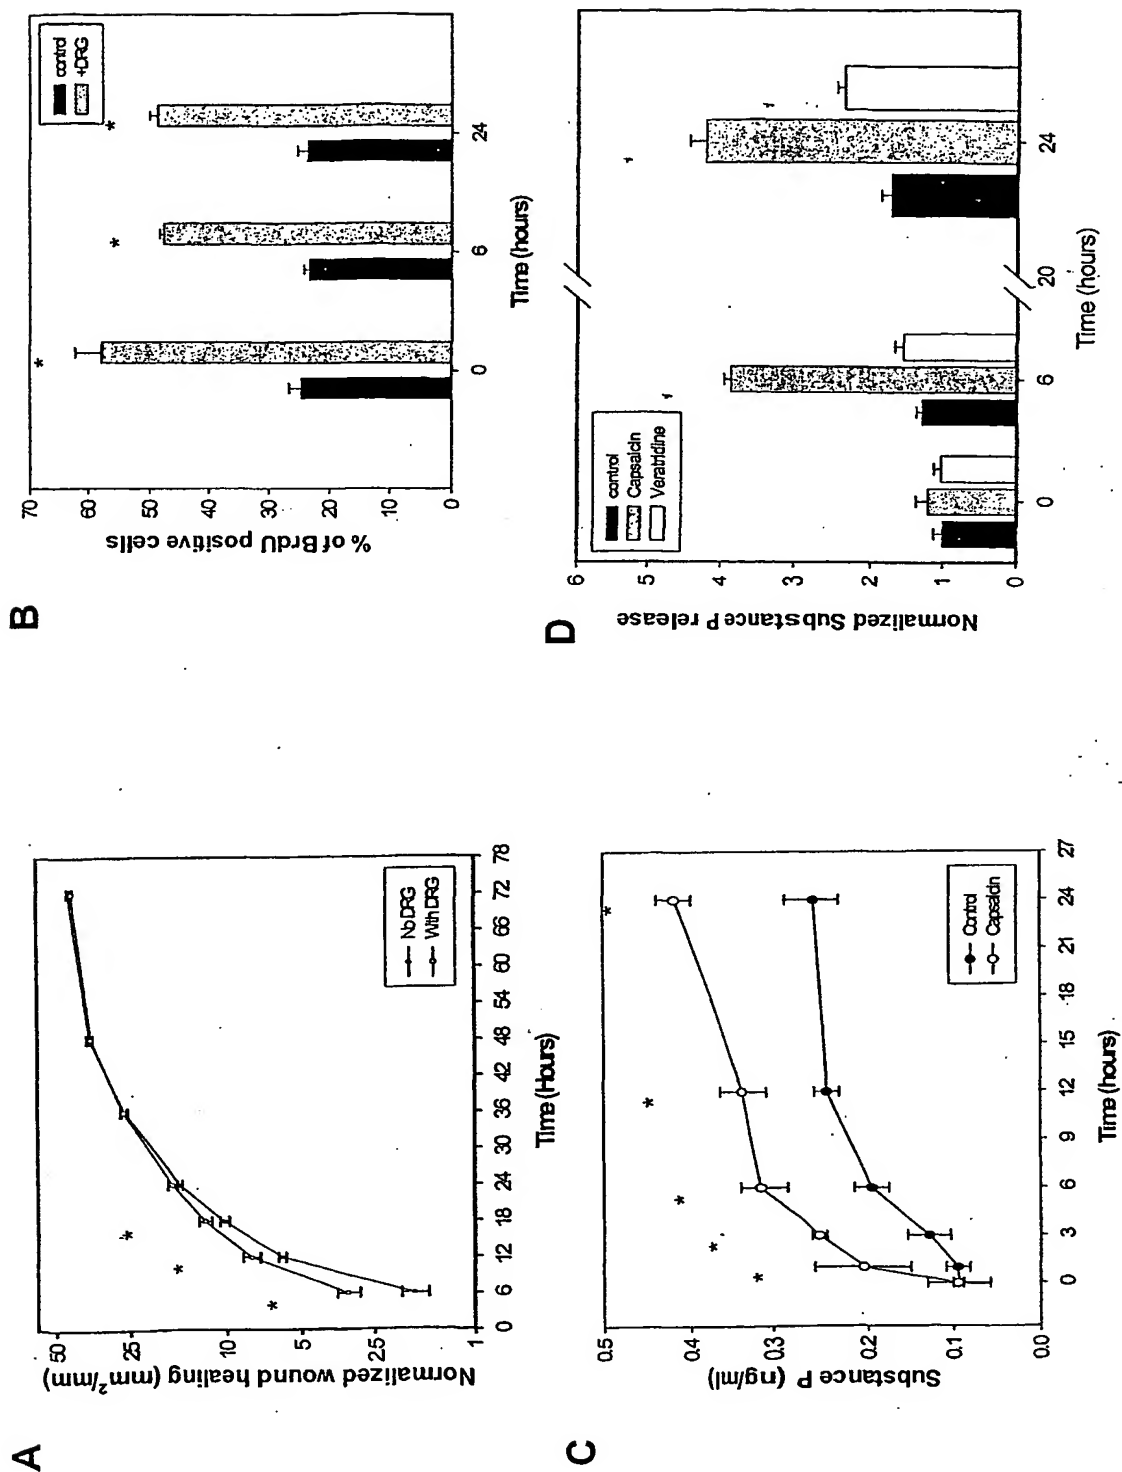 A
Normalized wound healing (mm²/mm)
50
25
10
5
2.5
1
0 6 12 18 24 30 36 42 48 54 60 66 72 78
Time (Hours)
No DRG
With DRG
*
*
*
B
% of BrdU positive cells
70
60
50
40
30
20
10
0
0 6 24
Time (hours)
control
+DRG
*
*
*
C
Substance P (ng/ml)
0.5
0.4
0.3
0.2
0.1
0.0
0 3 6 9 12 15 18 21 24 27
Time (hours)
Control
Capsaicin
*
*
*
*
*
D
Normalized Substance P release
6
5
4
3
2
1
0
0 6 20 24
Time (hours)
control
Capsaicin
Veratridine